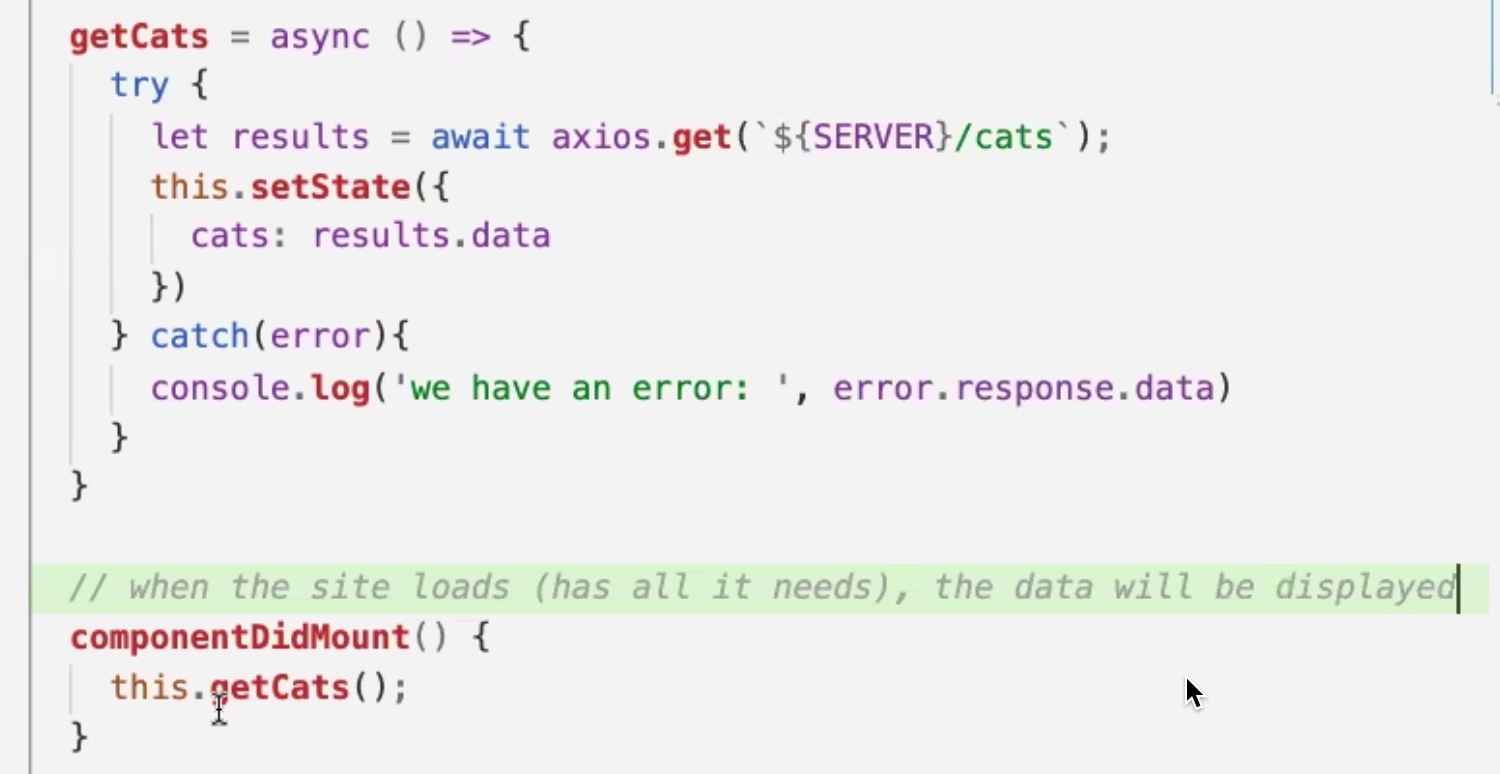 getCats = async () => {
try {
let results = await axios.get(`${SERVER}/cats`);
this.setState({
cats: results.data
})
} catch(error){
console.log('we have an error: ', error.response.data)
}
}
// when the site loads (has all it needs), the data will be displayed
componentDidMount() {
this.getCats();
}